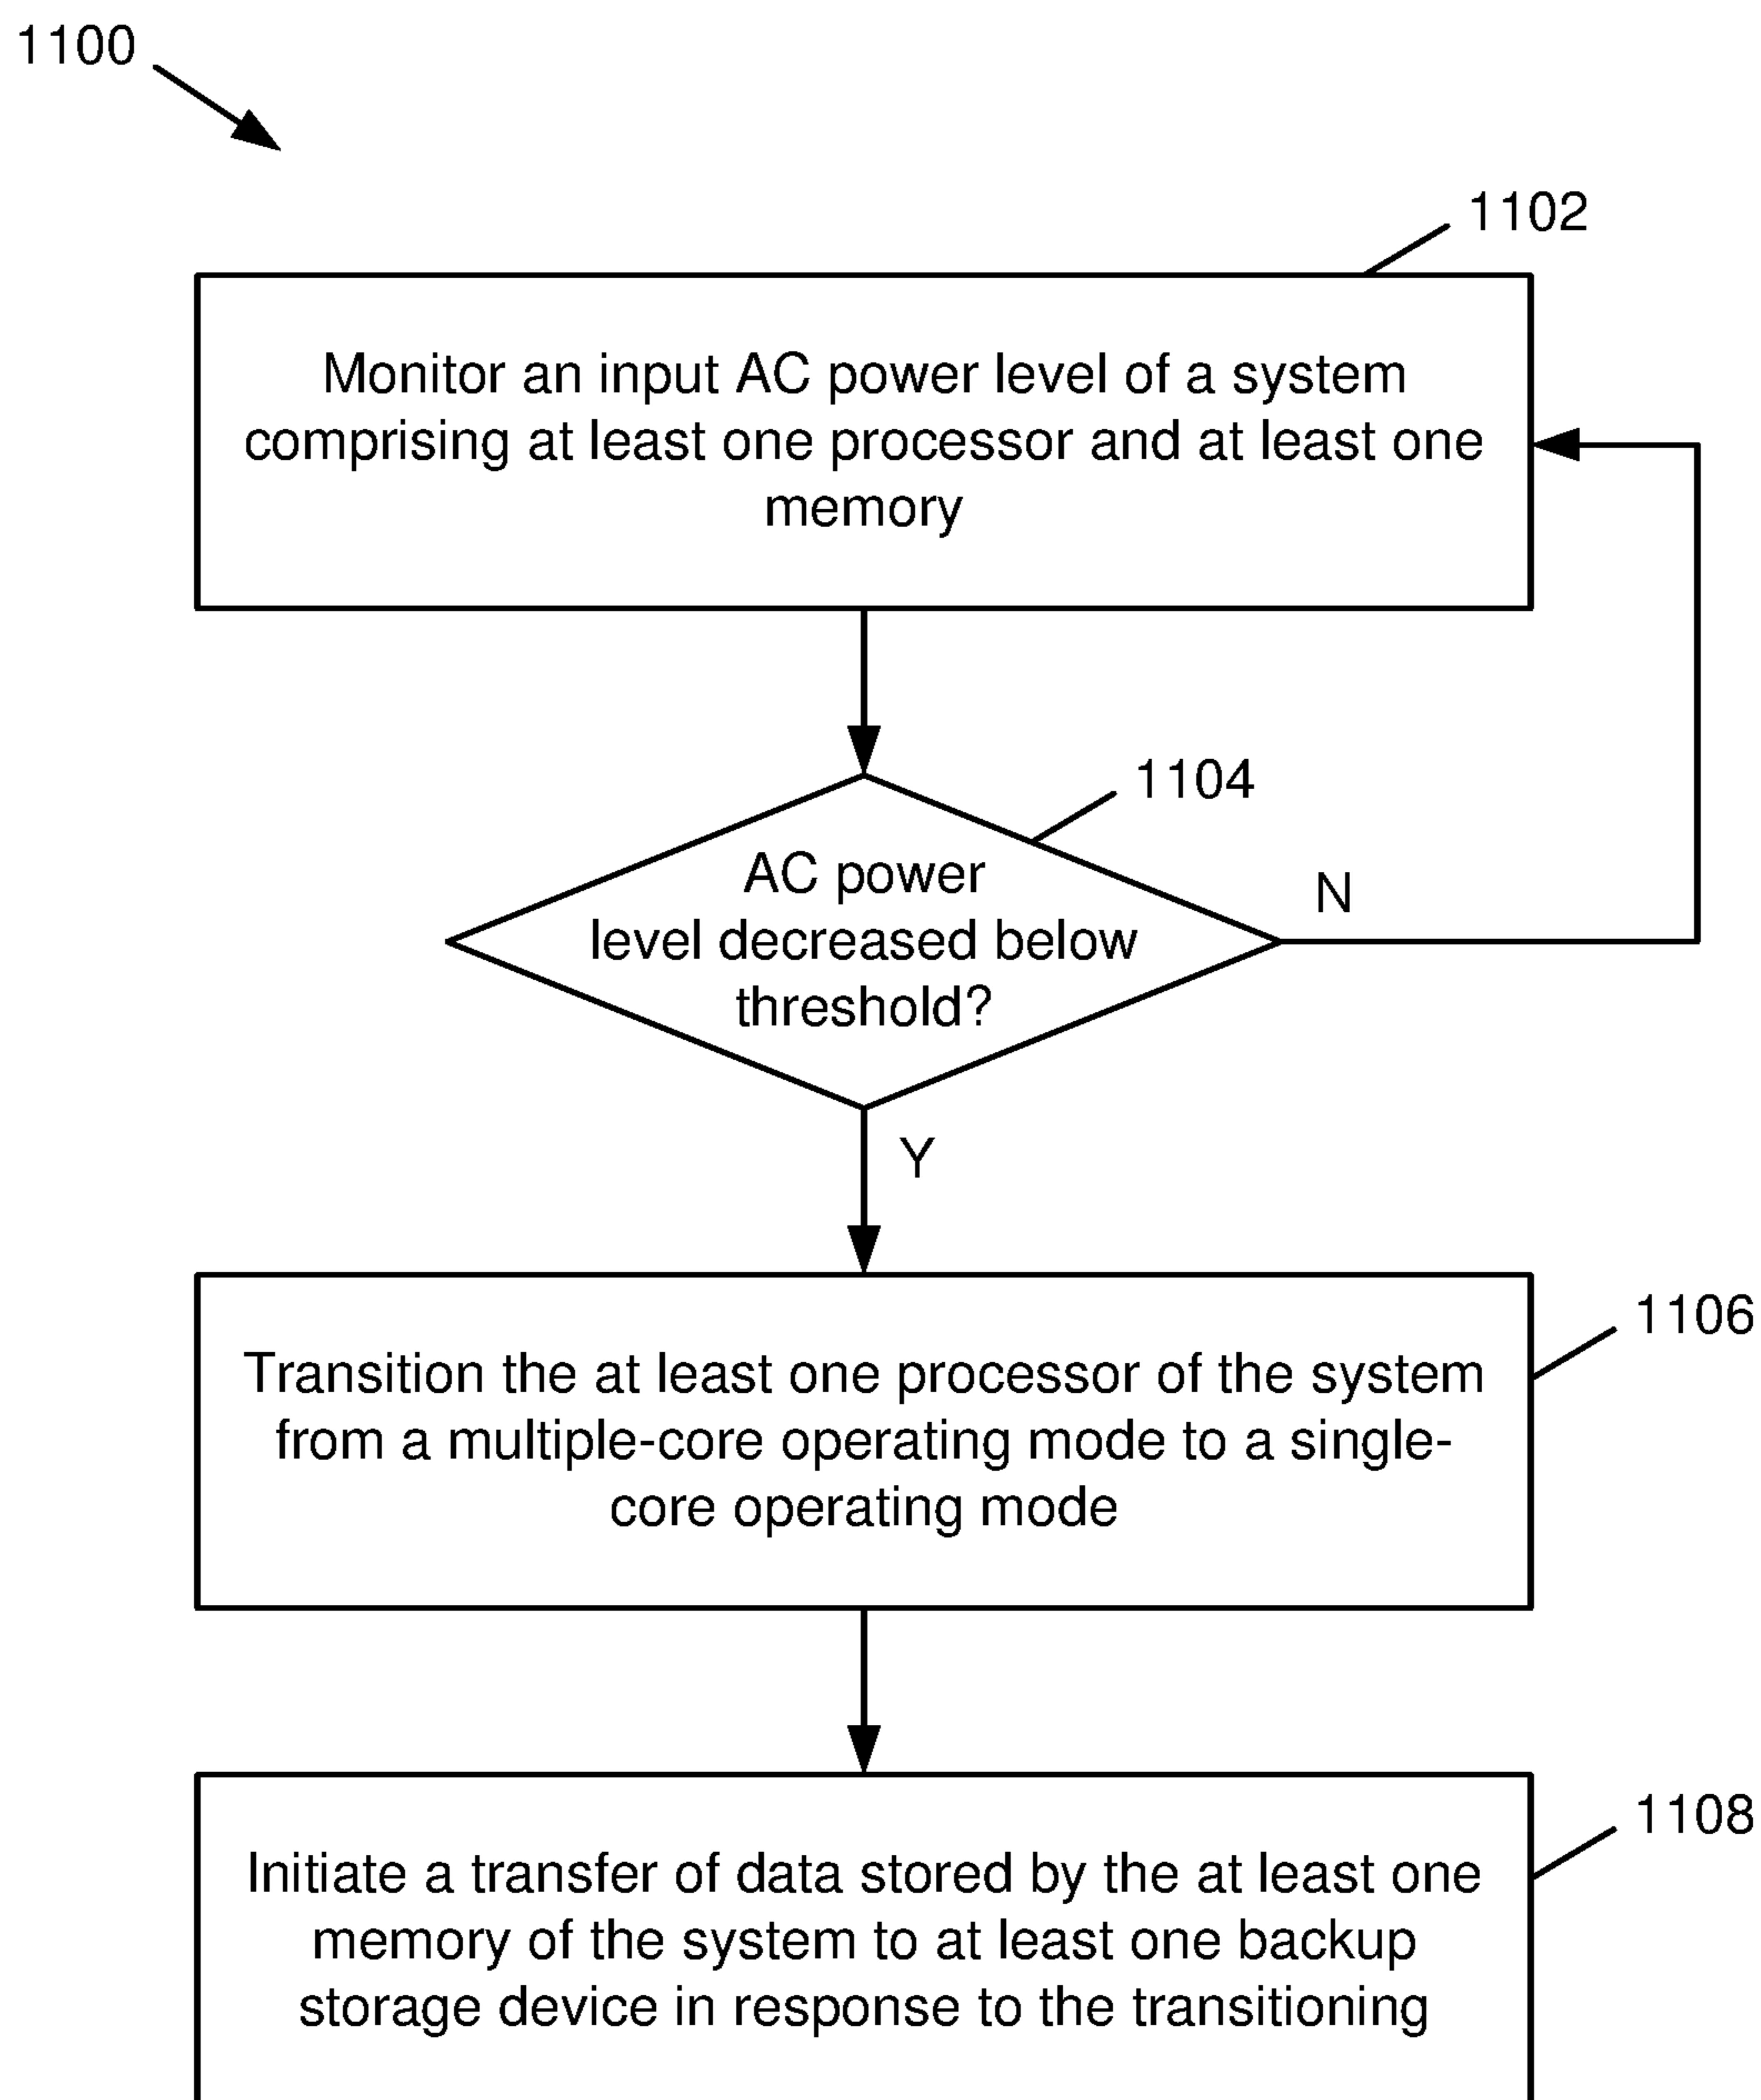 1100
1102
Monitor an input AC power level of a system
comprising at least one processor and at least one
memory
1104
AC power
level decreased below
threshold?
N
Y
1106
Transition the at least one processor of the system
from a multiple-core operating mode to a single-
core operating mode
1108
Initiate a transfer of data stored by the at least one
memory of the system to at least one backup
storage device in response to the transitioning